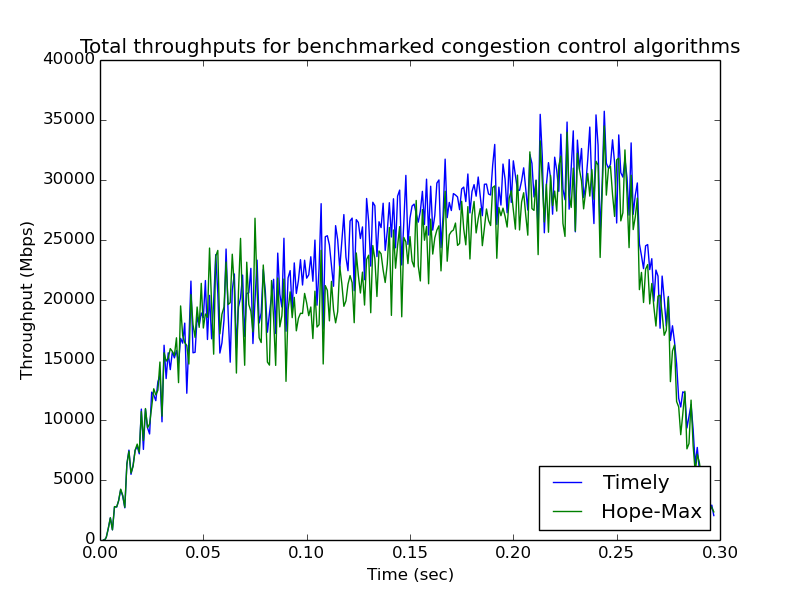 Total throughputs for benchmarked congestion control algorithms
40000
35000
30000
25000
20000
15000
10000
5000
0
Throughput (Mbps)
0.00 0.05 0.10 0.15 0.20 0.25 0.30
Time (sec)
Timely
Hope-Max